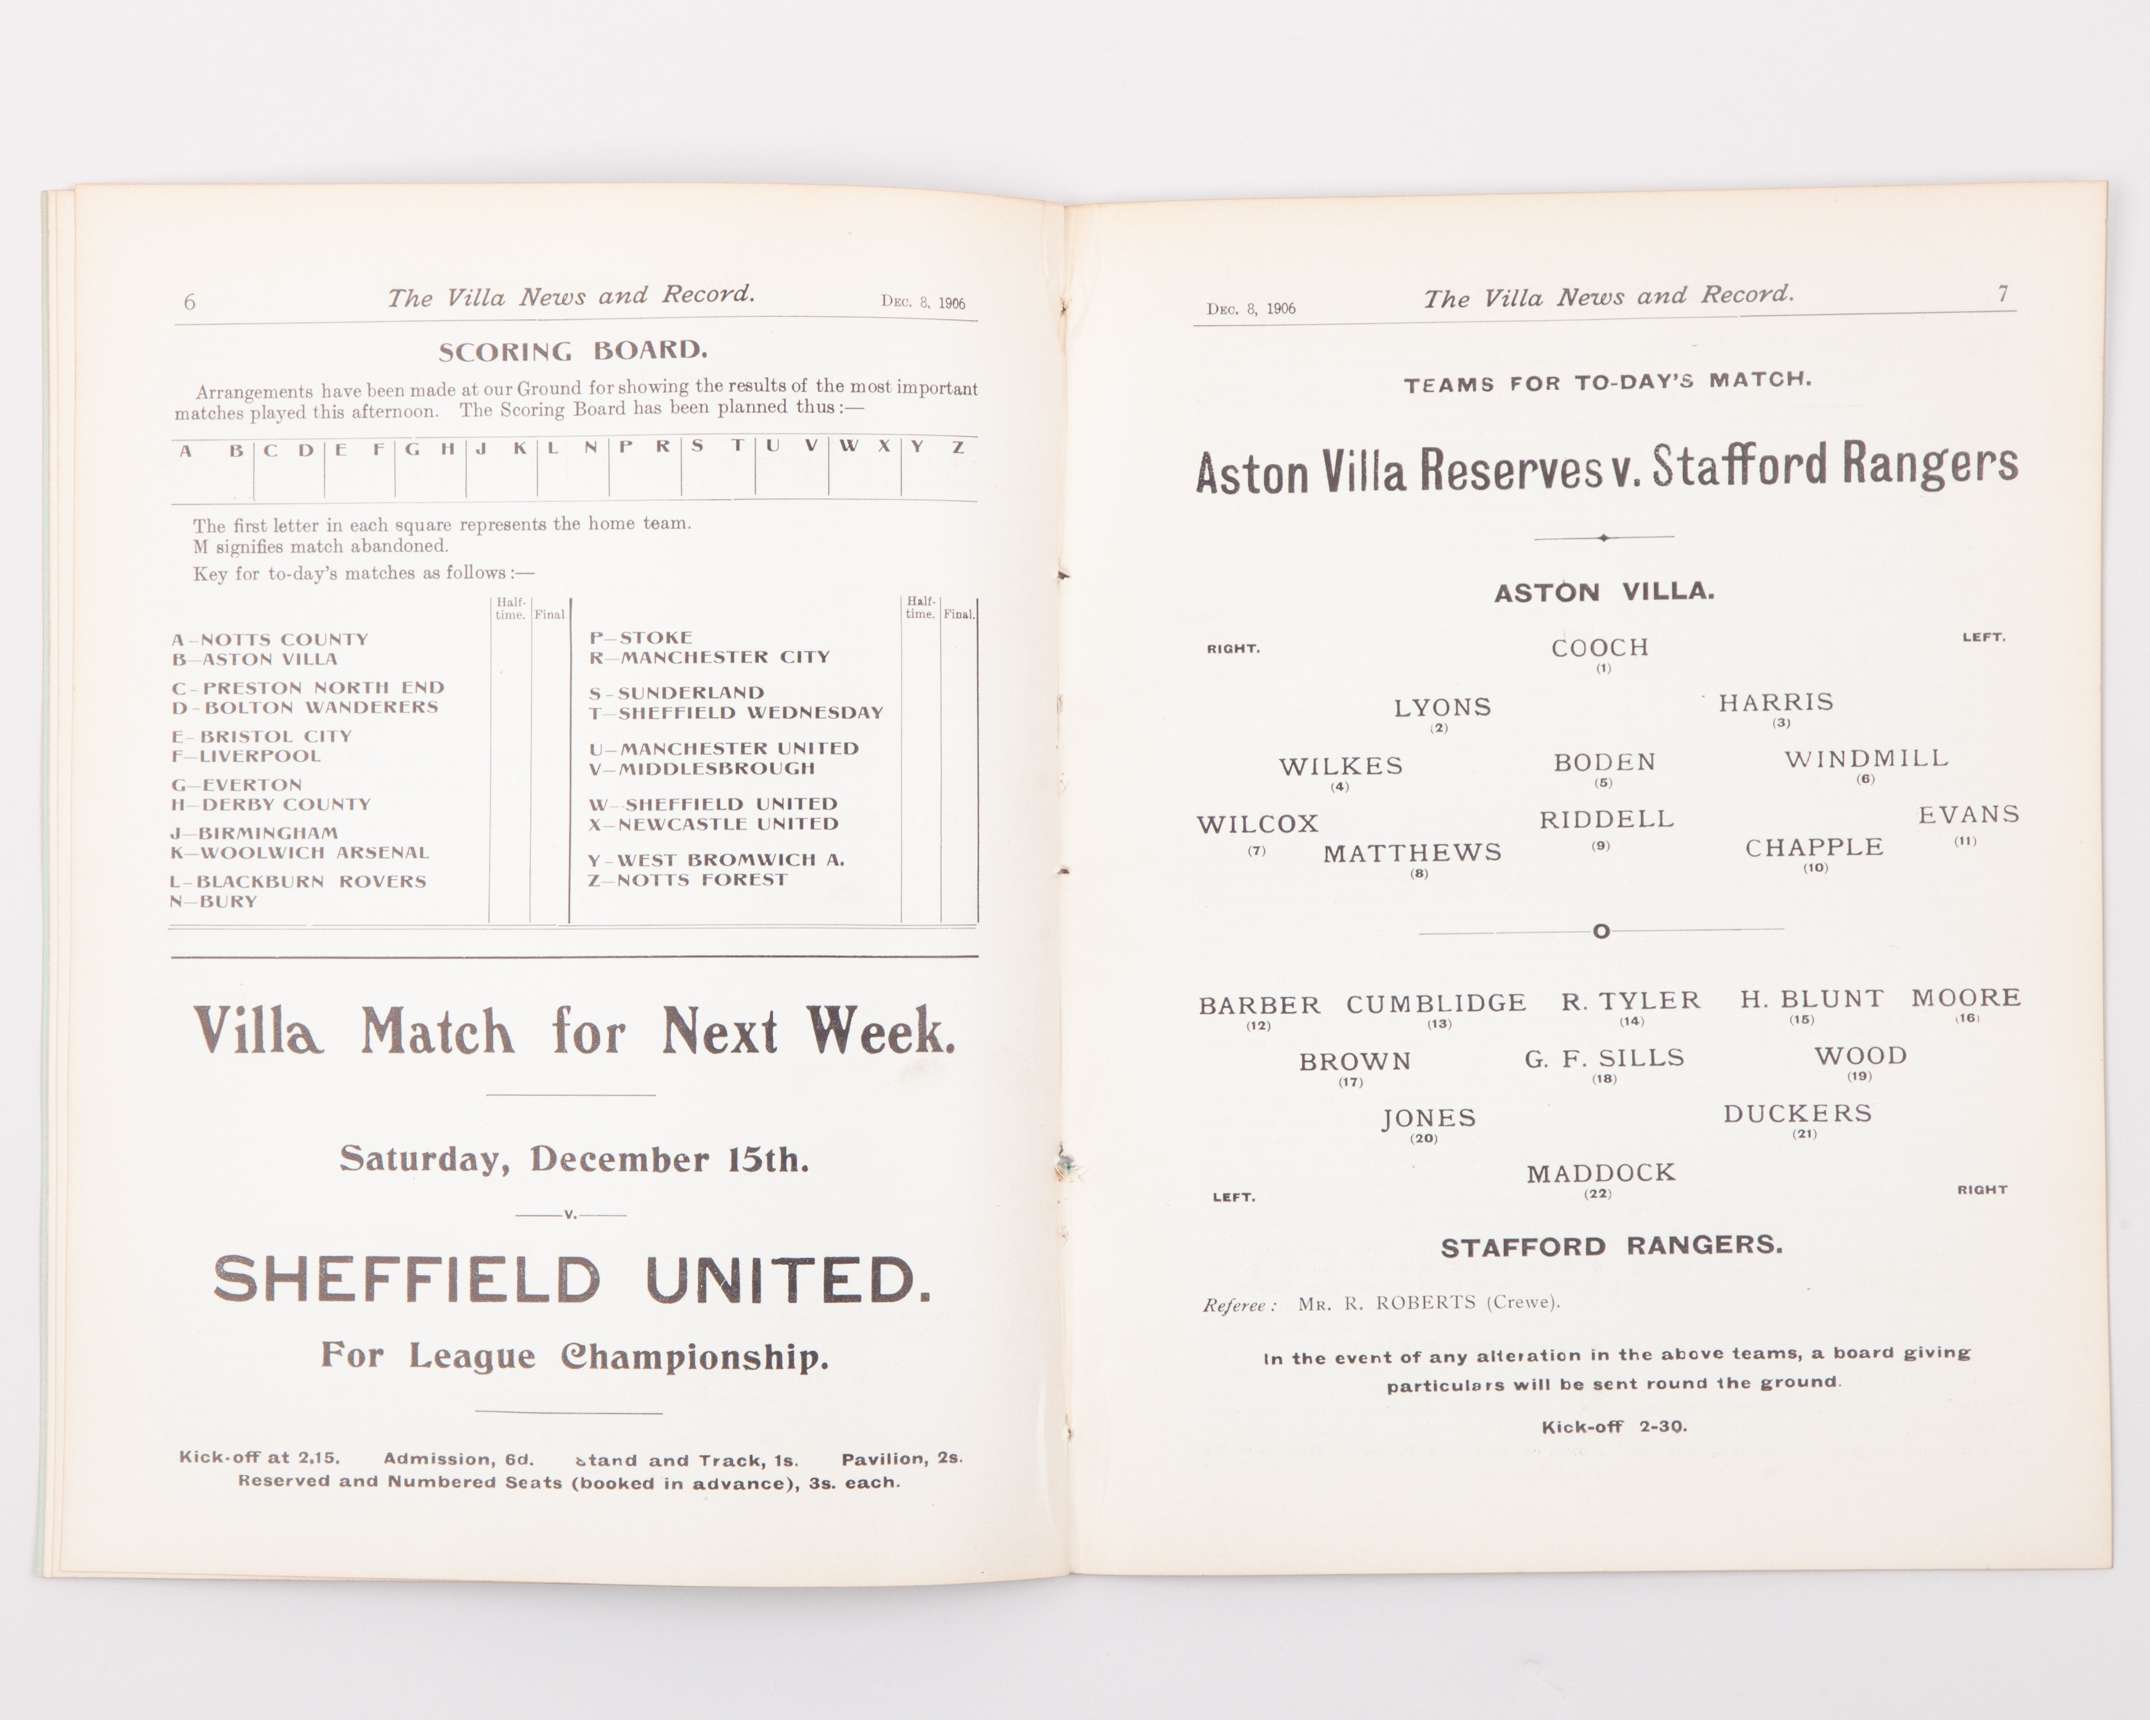 6 The Villa News and Record. DEC. 8, 1906
SCORING BOARD.
Arrangements have been made at our Ground for showing the results of the most important
matches played this afternoon. The Scoring Board has been planned thus:—
A B C D E F G H J K L N P R S T U V W X Y Z
The first letter in each square represents the home team.
M signifies match abandoned.
Key for to-day's matches as follows:—
Half-time. Final
A—NOTTS COUNTY
B—ASTON VILLA
C—PRESTON NORTH END
D—BOLTON WANDERERS
E—BRISTOL CITY
F—LIVERPOOL
G—EVERTON
H—DERBY COUNTY
J—BIRMINGHAM
K—WOOLWICH ARSENAL
L—BLACKBURN ROVERS
N—BURY
Half-time. Final.
P—STOKE
R—MANCHESTER CITY
S—SUNDERLAND
T—SHEFFIELD WEDNESDAY
U—MANCHESTER UNITED
V—MIDDLESBROUGH
W—SHEFFIELD UNITED
X—NEWCASTLE UNITED
Y—WEST BROMWICH A.
Z—NOTTS FOREST
Villa Match for Next Week.
Saturday, December 15th.
v.
SHEFFIELD UNITED.
For League Championship.
Kick-off at 2.15. Admission, 6d. Stand and Track, 1s. Pavilion, 2s.
Reserved and Numbered Seats (booked in advance), 3s. each.
DEC. 8, 1906 The Villa News and Record. 7
TEAMS FOR TO-DAY'S MATCH.
Aston Villa Reserves v. Stafford Rangers
ASTON VILLA.
RIGHT. COOCH LEFT.
(1)
LYONS HARRIS
(2) (3)
WILKES BODEN WINDMILL
(4) (5) (6)
WILCOX RIDDELL EVANS
(7) (9) (11)
MATTHEWS CHAPPLE
(8) (10)
O
BARBER CUMBLIDGE R. TYLER H. BLUNT MOORE
(12) (13) (14) (15) (16)
BROWN G. F. SILLS WOOD
(17) (18) (19)
JONES DUCKERS
(20) (21)
MADDOCK
(22)
LEFT. RIGHT
STAFFORD RANGERS.
Referee: MR. R. ROBERTS (Crewe).
In the event of any alteration in the above teams, a board giving
particulars will be sent round the ground.
Kick-off 2-30.